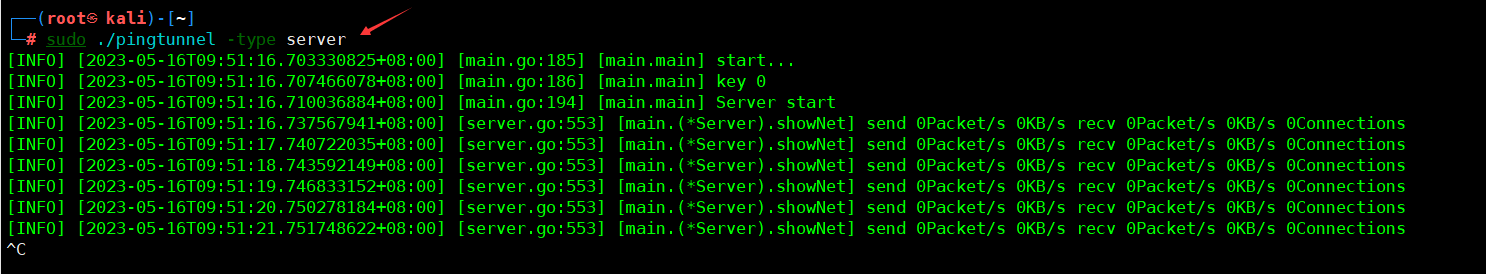 ┌──(root㉿kali)-[~]
└─# sudo ./pingtunnel -type server
[INFO] [2023-05-16T09:51:16.703330825+08:00] [main.go:185] [main.main] start...
[INFO] [2023-05-16T09:51:16.707466078+08:00] [main.go:186] [main.main] key 0
[INFO] [2023-05-16T09:51:16.710036884+08:00] [main.go:194] [main.main] Server start
[INFO] [2023-05-16T09:51:16.737567941+08:00] [server.go:553] [main.(*Server).showNet] send 0Packet/s 0KB/s recv 0Packet/s 0KB/s 0Connections
[INFO] [2023-05-16T09:51:17.740722035+08:00] [server.go:553] [main.(*Server).showNet] send 0Packet/s 0KB/s recv 0Packet/s 0KB/s 0Connections
[INFO] [2023-05-16T09:51:18.743592149+08:00] [server.go:553] [main.(*Server).showNet] send 0Packet/s 0KB/s recv 0Packet/s 0KB/s 0Connections
[INFO] [2023-05-16T09:51:19.746833152+08:00] [server.go:553] [main.(*Server).showNet] send 0Packet/s 0KB/s recv 0Packet/s 0KB/s 0Connections
[INFO] [2023-05-16T09:51:20.750278184+08:00] [server.go:553] [main.(*Server).showNet] send 0Packet/s 0KB/s recv 0Packet/s 0KB/s 0Connections
[INFO] [2023-05-16T09:51:21.751748622+08:00] [server.go:553] [main.(*Server).showNet] send 0Packet/s 0KB/s recv 0Packet/s 0KB/s 0Connections
^C